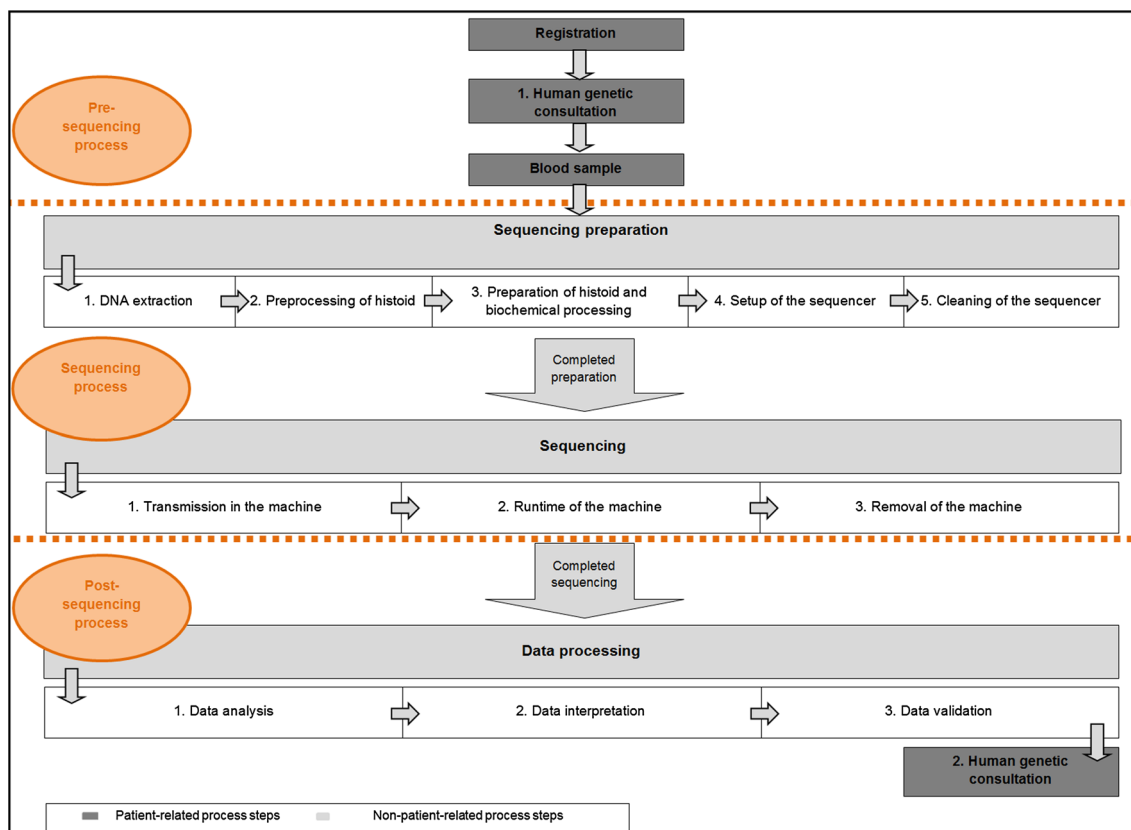 Registration
1. Human genetic
consultation
Pre-
sequencing
process
Blood sample
Sequencing preparation
1. DNA extraction
2. Preprocessing of histoid
3. Preparation of histoid and
biochemical processing
4. Setup of the sequencer
5. Cleaning of the sequencer
Sequencing
process
Completed
preparation
Sequencing
1. Transmission in the machine
2. Runtime of the machine
3. Removal of the machine
Post-
sequencing
process
Completed
sequencing
Data processing
1. Data analysis
2. Data interpretation
3. Data validation
2. Human genetic
consultation
Patient-related process steps
Non-patient-related process steps